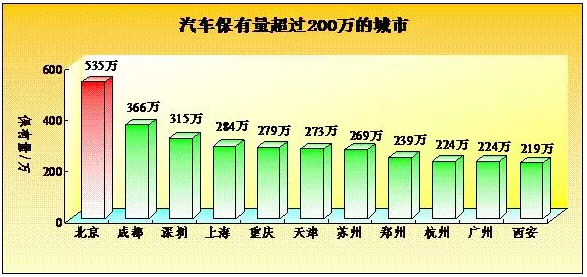 汽车保有量超过200万的城市
保有量/万
600
400
200
0
535万
366万
315万
284万
279万
273万
269万
239万
224万
224万
219万
北京 成都 深圳 上海 重庆 天津 苏州 郑州 杭州 广州 西安